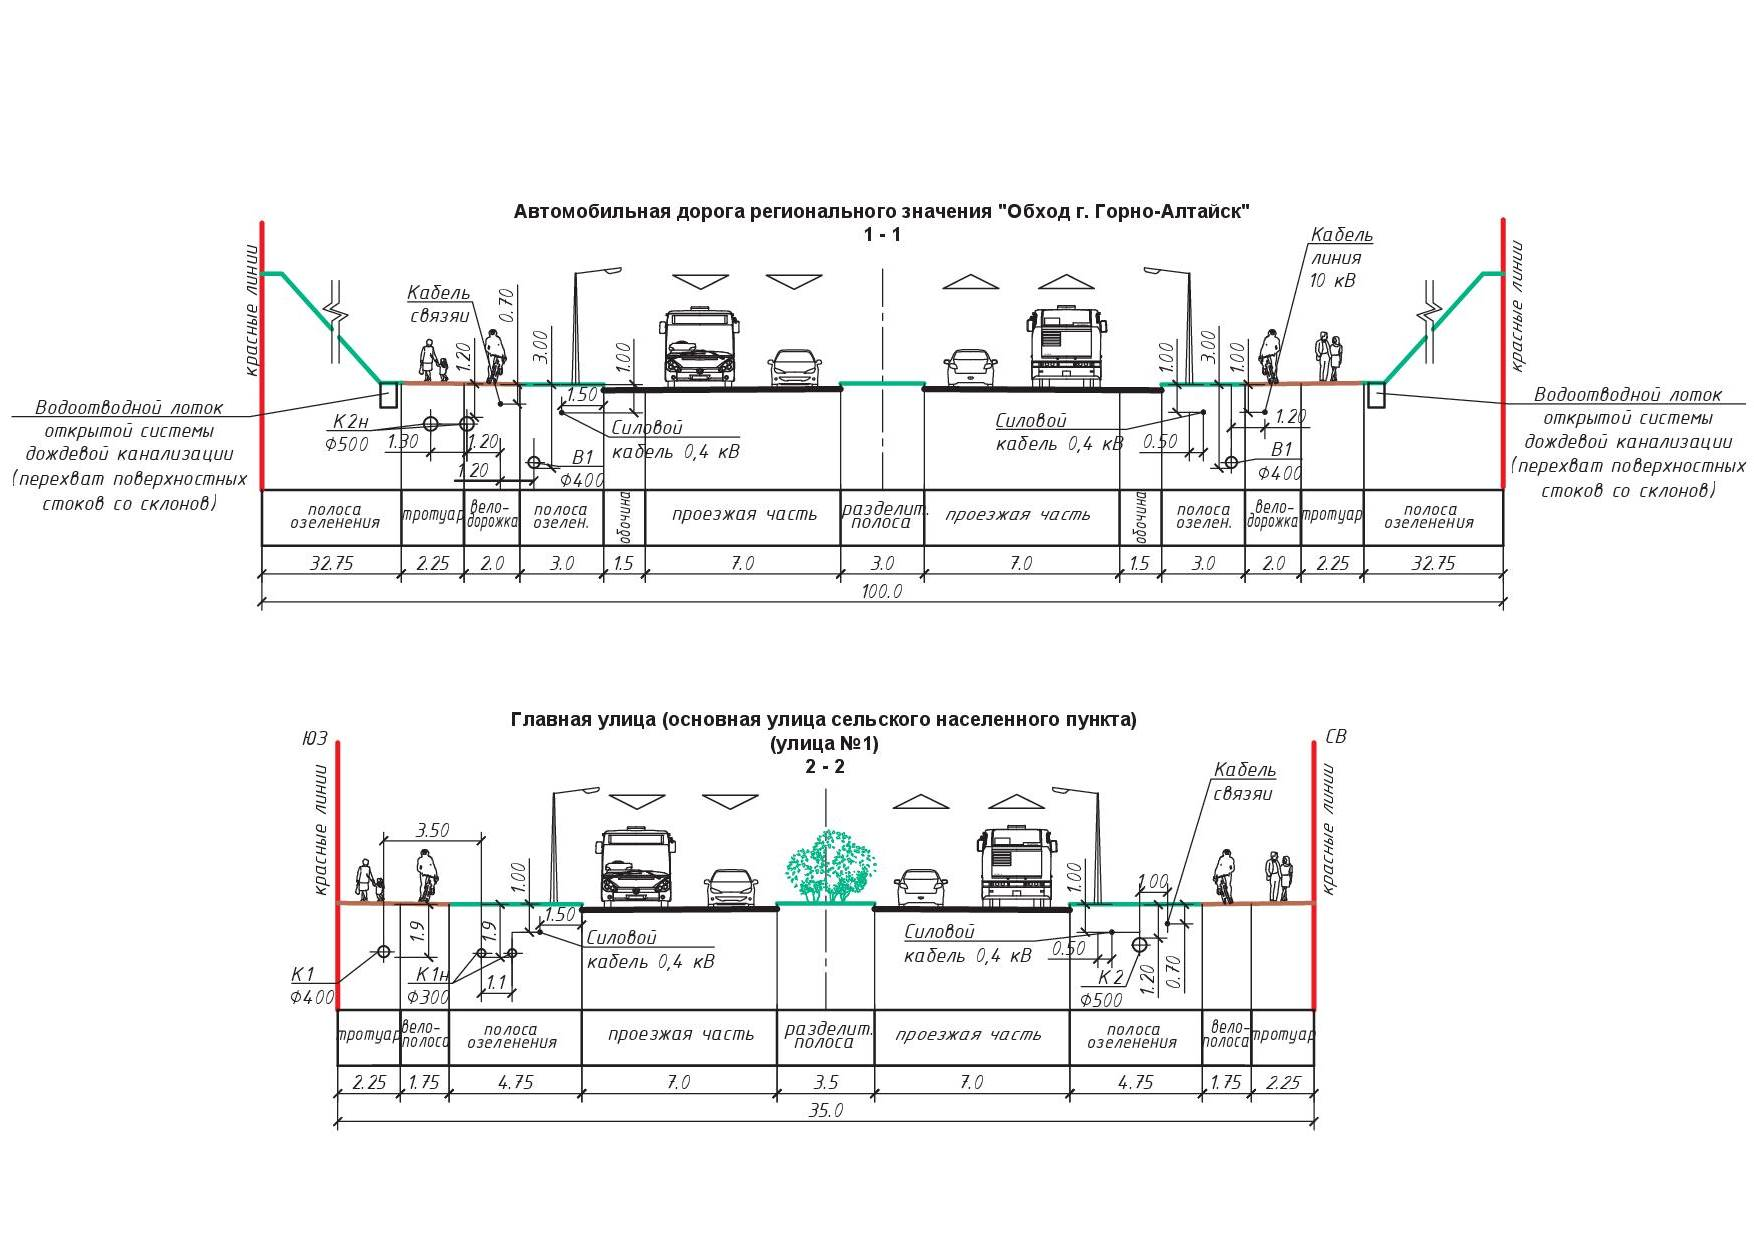 Автомобильная дорога регионального значения "Обход г. Горно-Алтайск"
1 - 1
красные линии
Кабель
связяи
0.70
1.20
3.00
1.00
1.50
Водоотводной лоток
открытой системы
дождевой канализации
(перехват поверхностных
стоков со склонов)
К2н
Ф500
1.30
1.20
1.20
В1
Ф400
Силовой
кабель 0,4 кВ
Силовой
кабель 0,4 кВ
1.00
3.00
1.00
0.50
1.20
В1
Ф400
Кабель
линия
10 кВ
красные линии
Водоотводной лоток
открытой системы
дождевой канализации
(перехват поверхностных
стоков со склонов)
полоса
озеленения
тротуар
вело-
дорожка
полоса
озелен.
обочина
проезжая часть
разделит.
полоса
проезжая часть
обочина
полоса
озелен.
вело-
дорожка
тротуар
полоса
озеленения
32.75 2.25 2.0 3.0 1.5 7.0 3.0 7.0 1.5 3.0 2.0 2.25 32.75
100.0
Главная улица (основная улица сельского населенного пункта)
(улица №1)
2 - 2
ЮЗ
СВ
красные линии
3.50
1.00
1.9
1.9
1.50
К1
Ф400
К1н
Ф300
1.1
Силовой
кабель 0,4 кВ
Силовой
кабель 0,4 кВ
1.00
1.00
0.50
К2
Ф500
1.20
0.70
Кабель
связяи
красные линии
тротуар
вело-
полоса
полоса
озеленения
проезжая часть
разделит.
полоса
проезжая часть
полоса
озеленения
вело-
полоса
тротуар
2.25 1.75 4.75 7.0 3.5 7.0 4.75 1.75 2.25
35.0